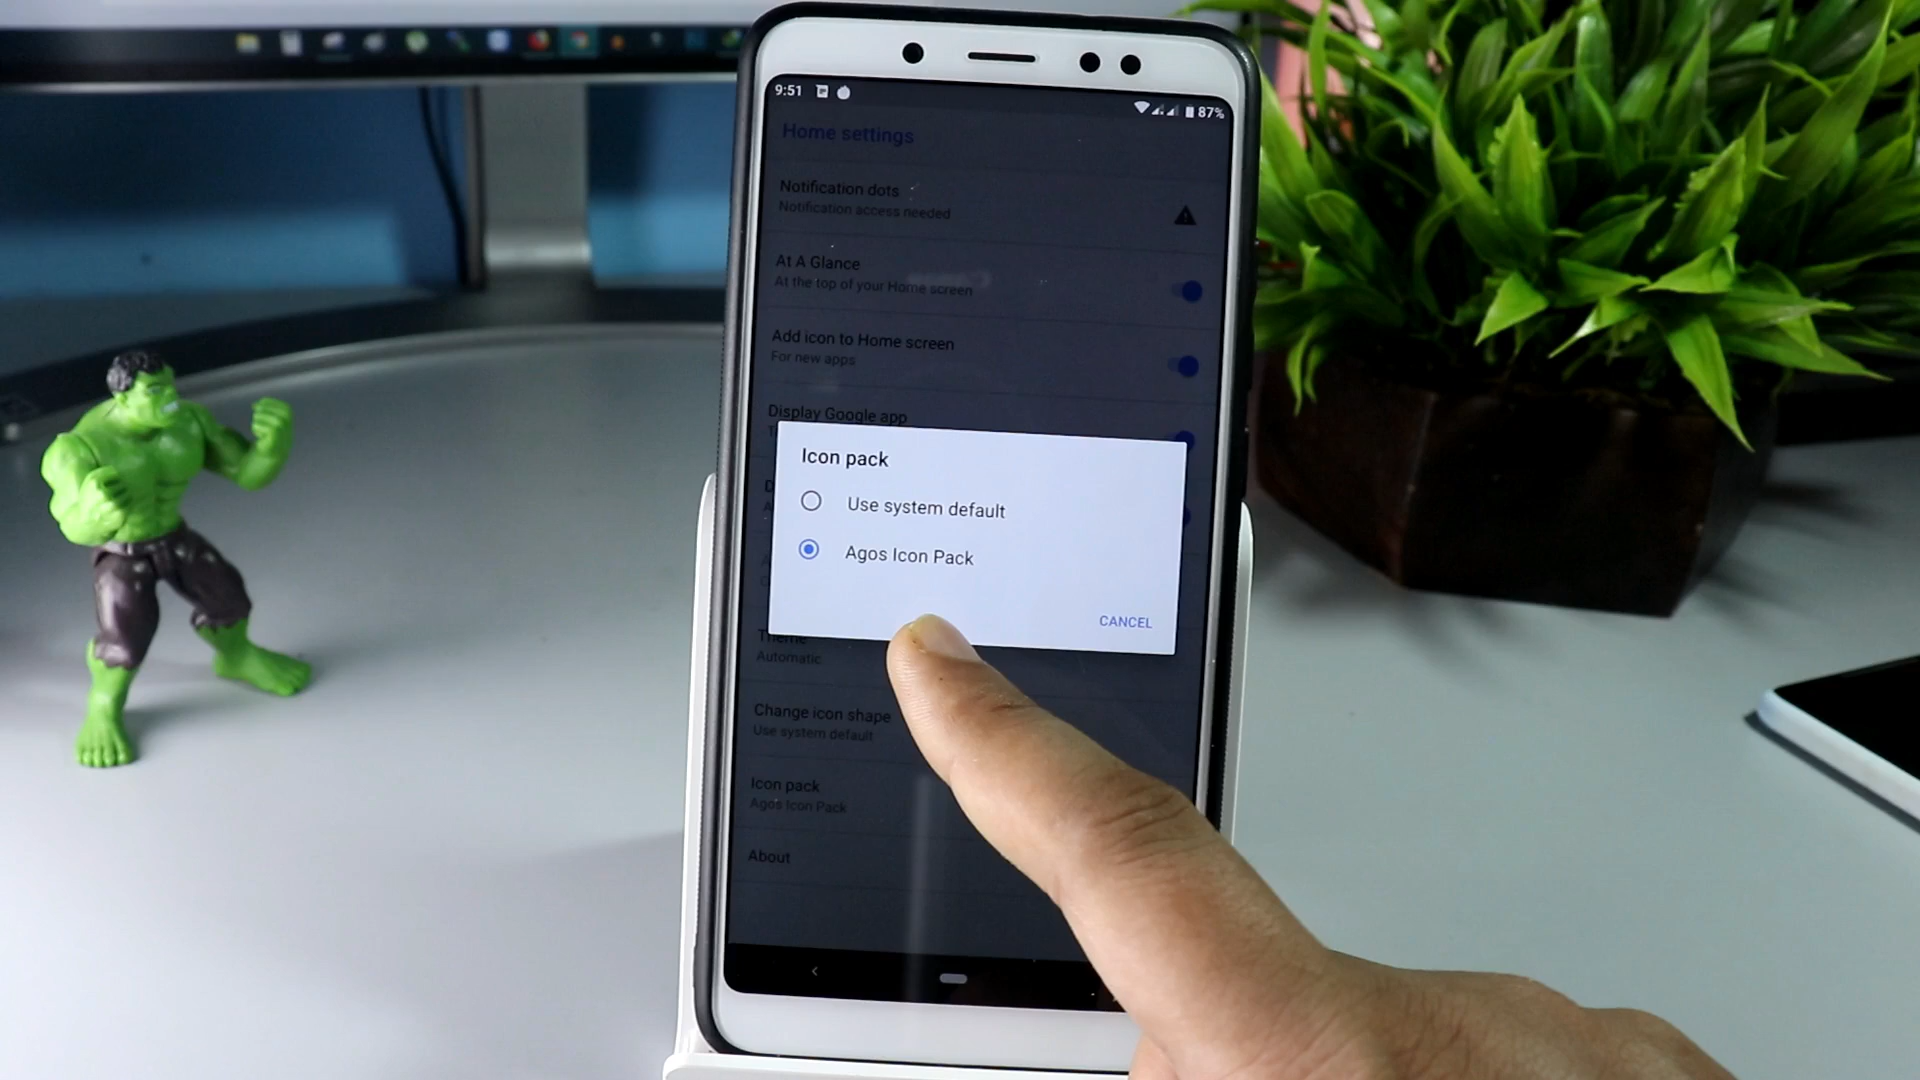 9:51
87%
Home settings
Notification dots
Notification access needed
At A Glance
At the top of your Home screen
Add icon to Home screen
For new apps
Display Google app
Icon pack
Use system default
Agos Icon Pack
CANCEL
Theme
Automatic
Change icon shape
Use system default
Icon pack
Agos Icon Pack
About